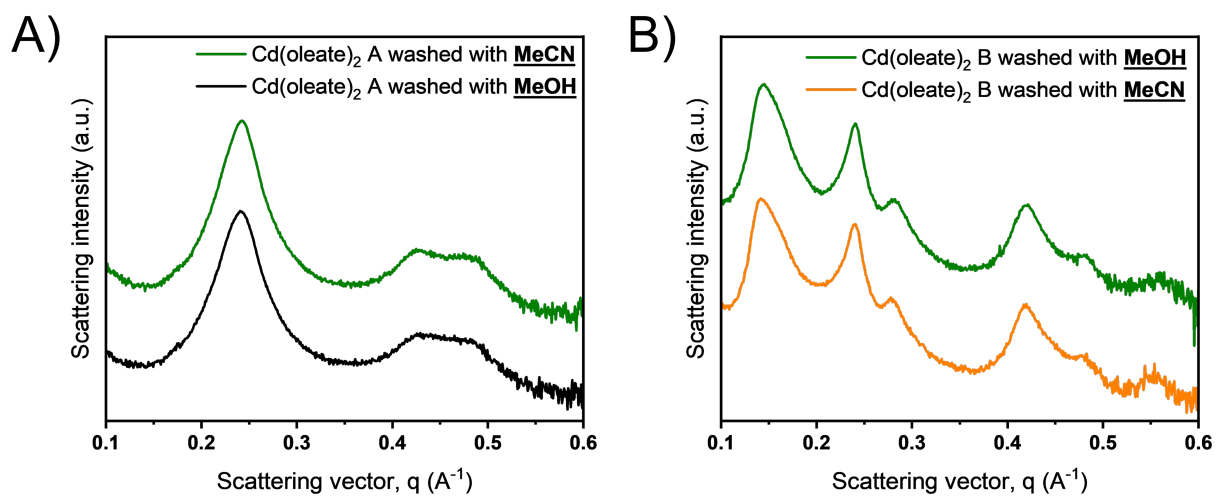 A)
Cd(oleate)₂ A washed with MeCN
Cd(oleate)₂ A washed with MeOH
Scattering intensity (a.u.)
0.1 0.2 0.3 0.4 0.5 0.6
Scattering vector, q (A⁻¹)
B)
Cd(oleate)₂ B washed with MeOH
Cd(oleate)₂ B washed with MeCN
Scattering intensity (a.u.)
0.1 0.2 0.3 0.4 0.5 0.6
Scattering vector, q (A⁻¹)